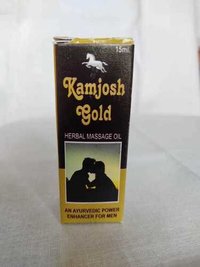 15ml
Kamjosh
Gold
HERBAL MASSAGE OIL
AN AYURVEDIC POWER
ENHANCER FOR MEN